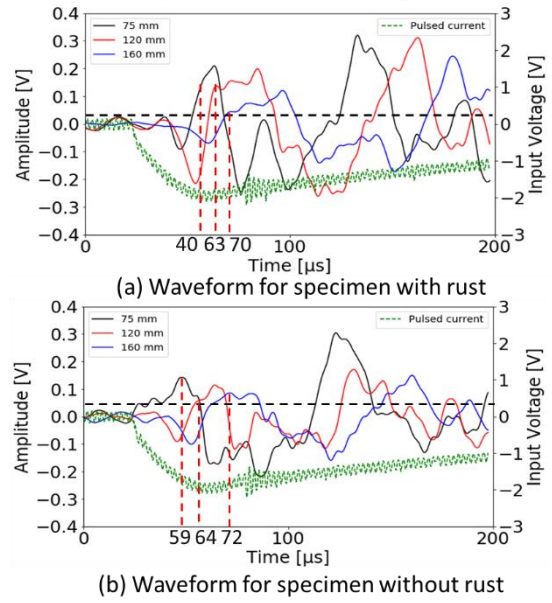 75 mm
120 mm
160 mm
Pulsed current
0.4
0.3
0.2
0.1
0.0
−0.1
−0.2
−0.3
−0.4
Amplitude [V]
3
2
1
0
−1
−2
−3
Input Voltage [V]
0
40 63 70
100
200
Time [µs]
(a) Waveform for specimen with rust
75 mm
120 mm
160 mm
Pulsed current
0.4
0.3
0.2
0.1
0.0
−0.1
−0.2
−0.3
−0.4
Amplitude [V]
3
2
1
0
−1
−2
−3
Input Voltage [V]
0
59 64 72
100
200
Time [µs]
(b) Waveform for specimen without rust